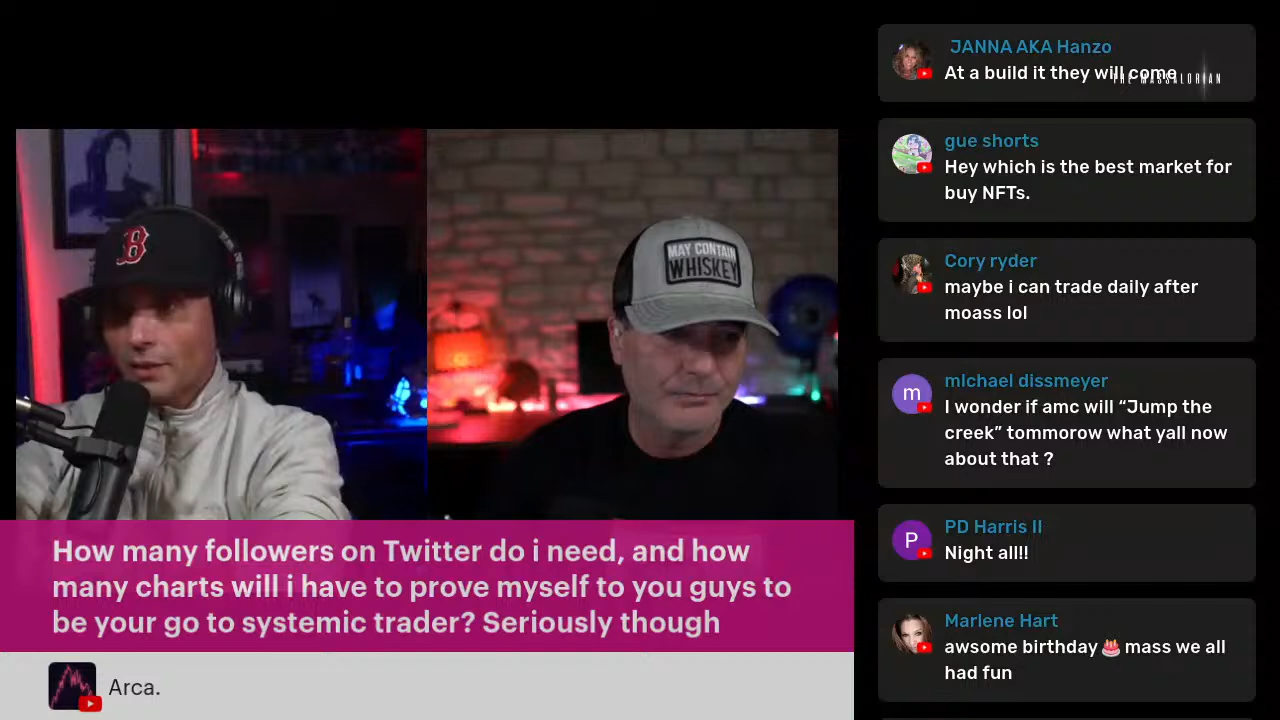 B
MAY CONTAIN
WHISKEY
How many followers on Twitter do i need, and how
many charts will i have to prove myself to you guys to
be your go to systemic trader? Seriously though
Arca.
JANNA AKA Hanzo
At a build it they will come
THE MASSALORIAN
gue shorts
Hey which is the best market for
buy NFTs.
Cory ryder
maybe i can trade daily after
moass lol
m
mIchael dissmeyer
I wonder if amc will “Jump the
creek” tommorow what yall now
about that ?
P
PD Harris II
Night all!!
Marlene Hart
awsome birthday 🎂 mass we all
had fun